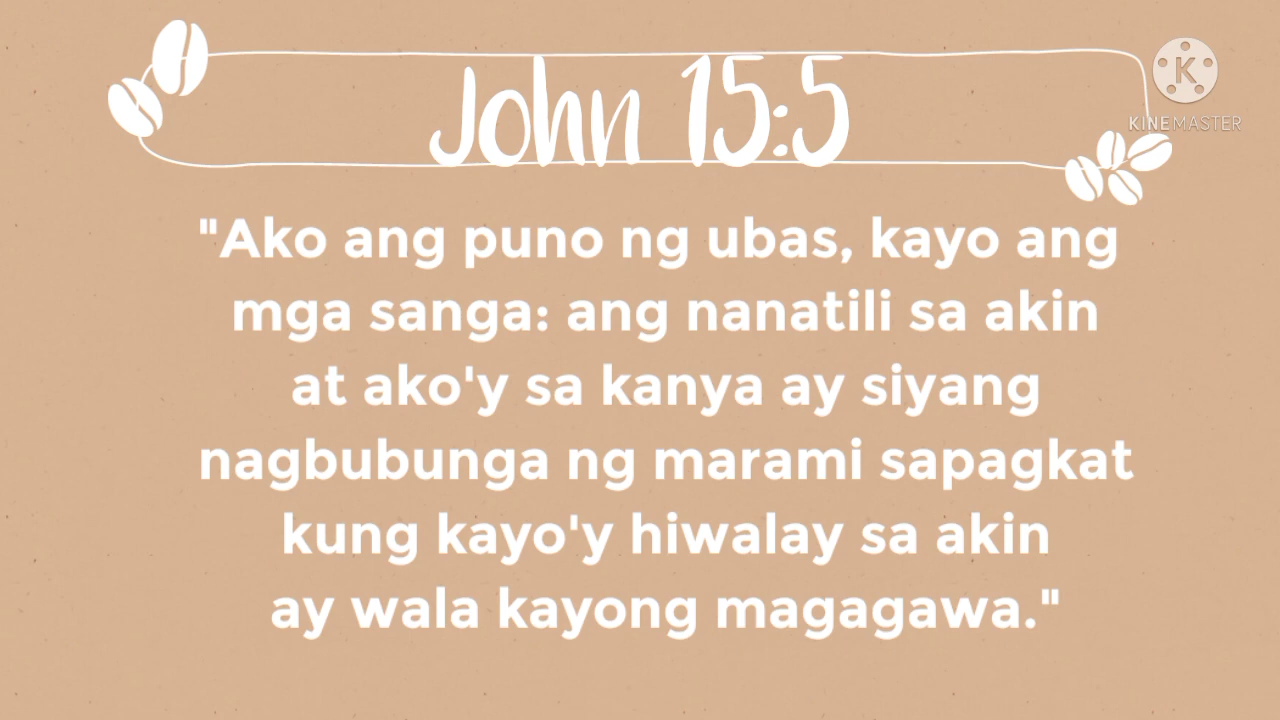 John 15:5
KINEMASTER
"Ako ang puno ng ubas, kayo ang
mga sanga: ang nanatili sa akin
at ako'y sa kanya ay siyang
nagbubunga ng marami sapagkat
kung kayo'y hiwalay sa akin
ay wala kayong magagawa."